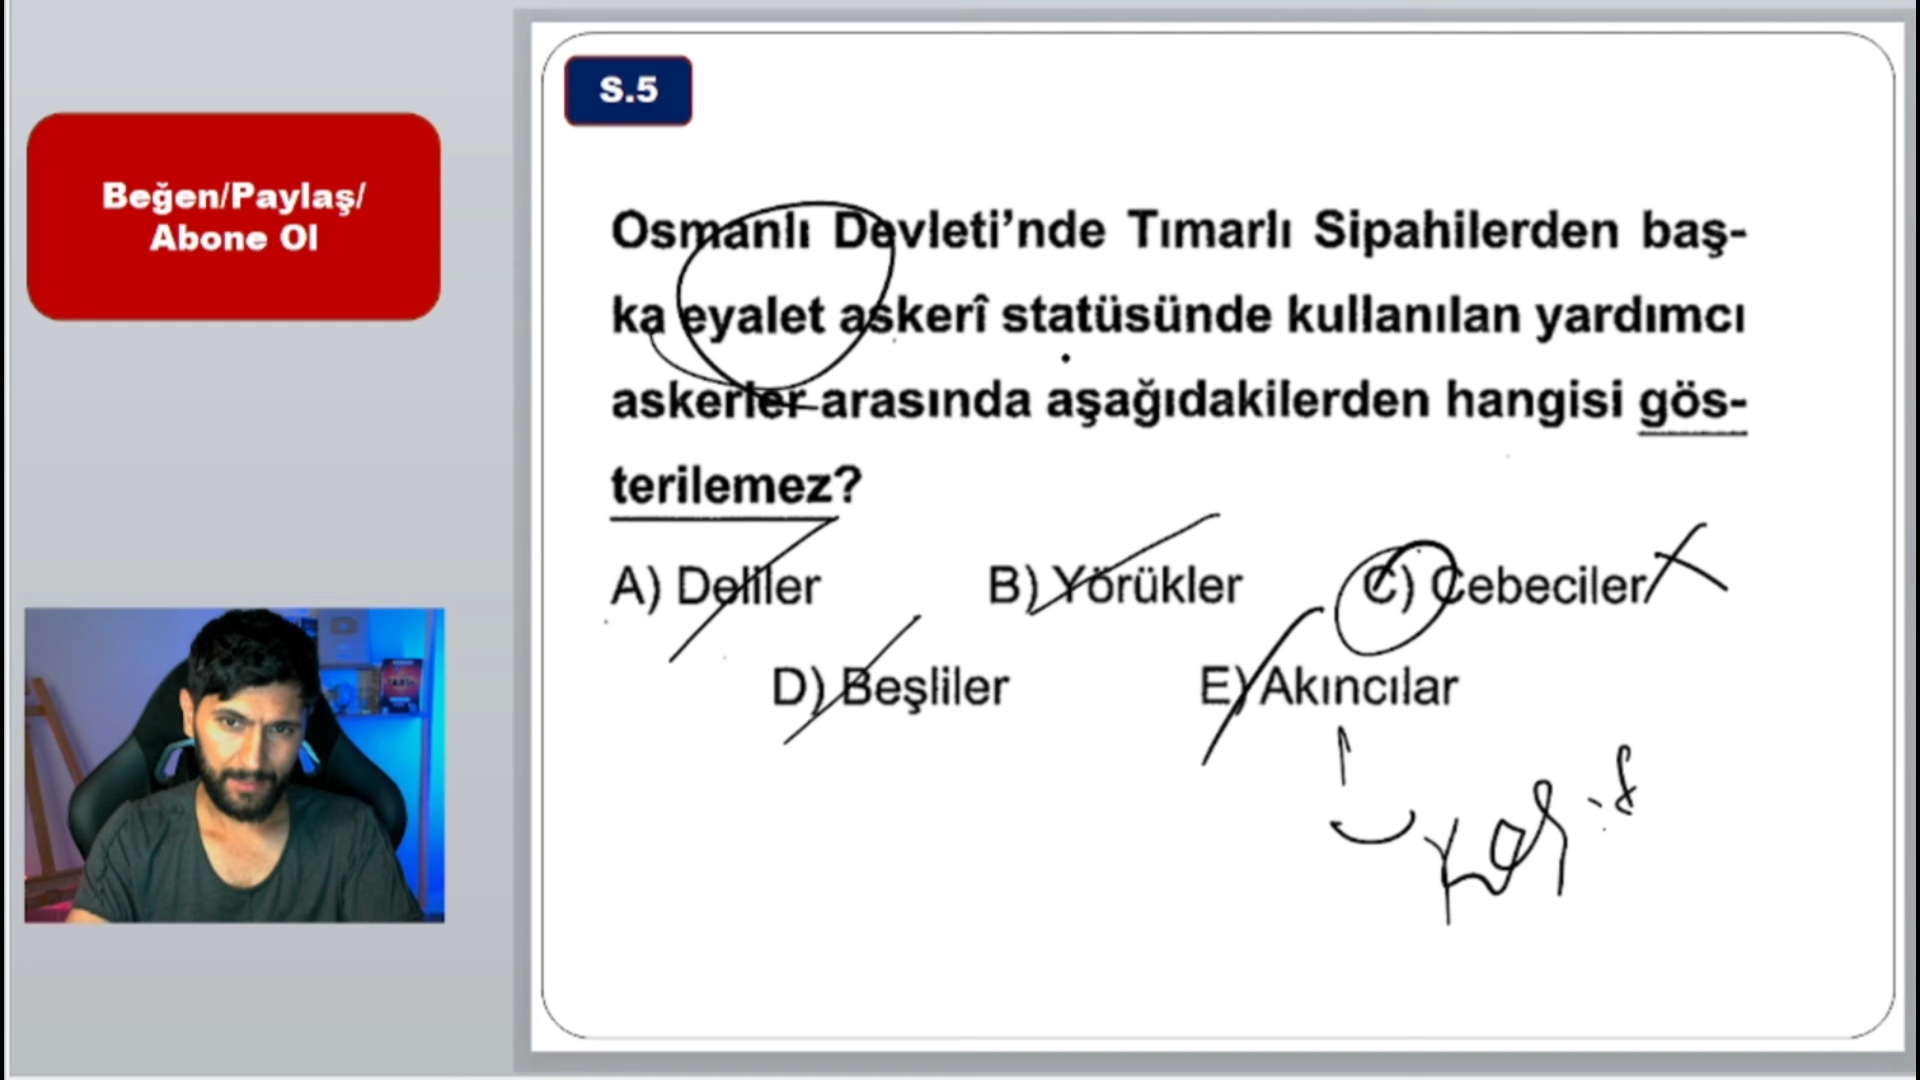 S.5
Beğen/Paylaş/
Abone Ol
Osmanlı Devleti'nde Tımarlı Sipahilerden baş-
ka eyalet askerî statüsünde kullanılan yardımcı
askerler arasında aşağıdakilerden hangisi gös-
terilemez?
A) Deliler B) Yörükler C) Cebeciler
D) Beşliler E) Akıncılar